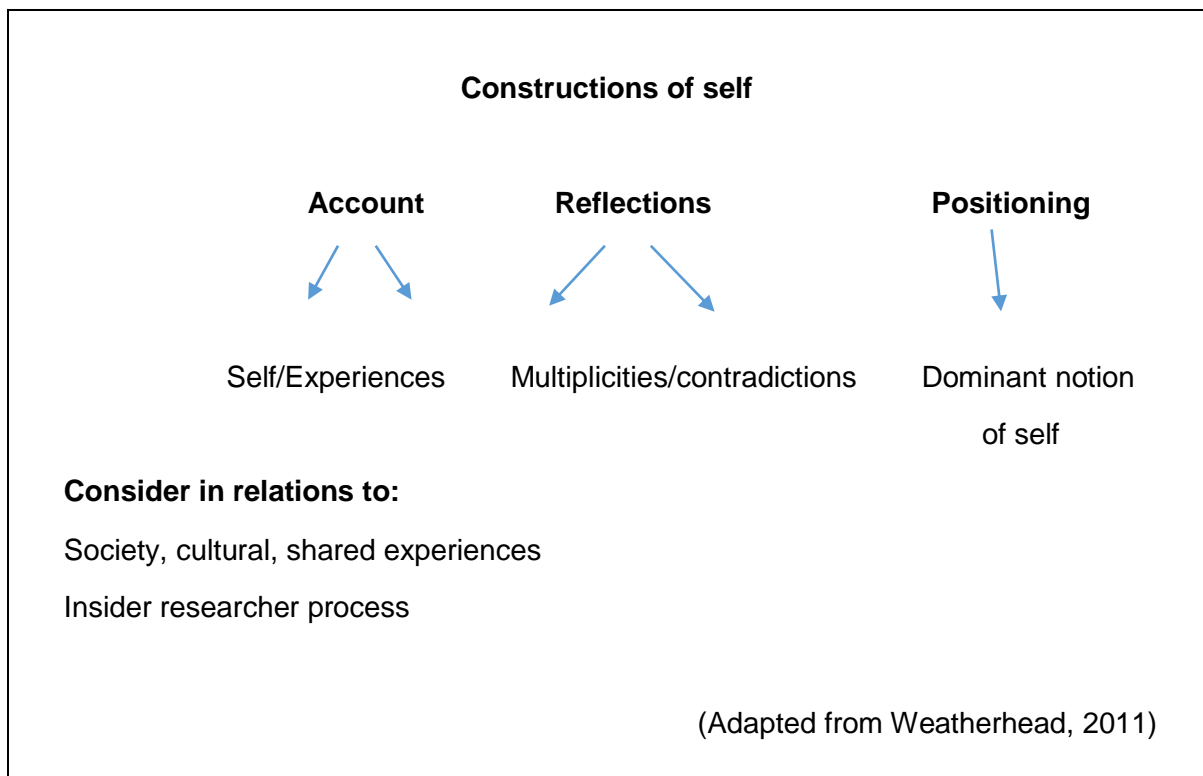 Constructions of self
Account Reflections Positioning
Self/Experiences Multiplicities/contradictions Dominant notion
of self
Consider in relations to:
Society, cultural, shared experiences
Insider researcher process
(Adapted from Weatherhead, 2011)